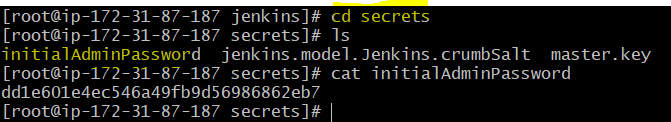 [root@ip-172-31-87-187 jenkins]# cd secrets
[root@ip-172-31-87-187 secrets]# ls
initialAdminPassword  jenkins.model.Jenkins.crumbSalt  master.key
[root@ip-172-31-87-187 secrets]# cat initialAdminPassword
dd1e601e4ec546a49fb9d56986862eb7
[root@ip-172-31-87-187 secrets]#